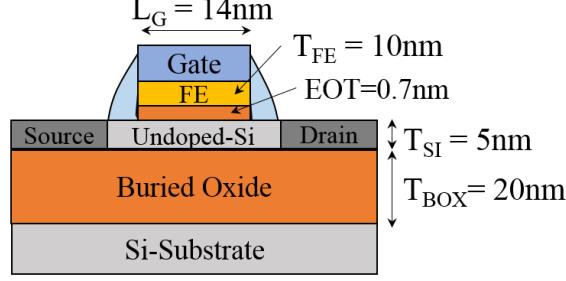 L_G = 14nm
Gate
T_FE = 10nm
FE
EOT=0.7nm
Source
Undoped-Si
Drain
T_SI = 5nm
Buried Oxide
T_BOX= 20nm
Si-Substrate